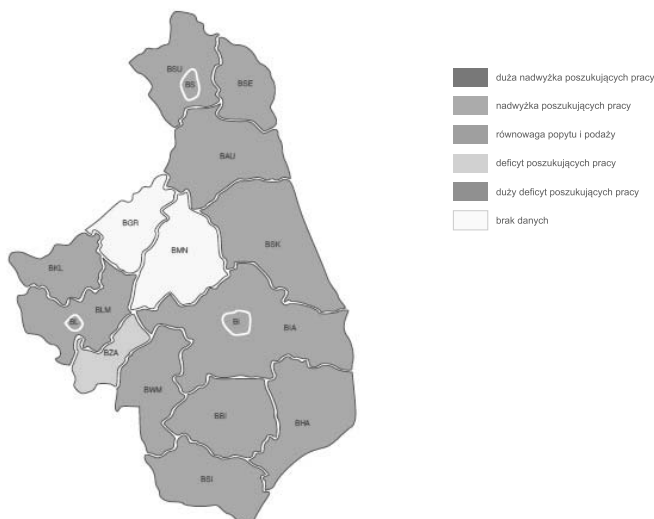 BSU
BS
BSE
BAU
BGR
BMN
BSK
BKL
BLM
BL
BI
BIA
BZA
BWM
BBI
BHA
BSI
duża nadwyżka poszukujących pracy
nadwyżka poszukujących pracy
równowaga popytu i podaży
deficyt poszukujących pracy
duży deficyt poszukujących pracy
brak danych